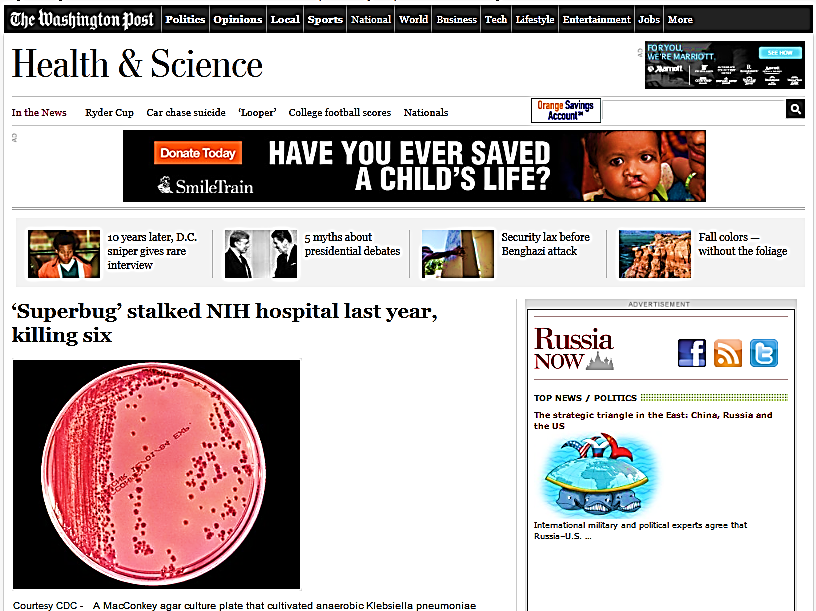 The Washington Post
Politics Opinions Local Sports National World Business Tech Lifestyle Entertainment Jobs More
Health & Science
AD
FOR YOU,
WE'RE MARRIOTT.
SEE HOW
Marriott
In the News Ryder Cup Car chase suicide ‘Looper’ College football scores Nationals
Orange Savings
Account℠
AD
Donate Today
SmileTrain
HAVE YOU EVER SAVED
A CHILD'S LIFE?
10 years later, D.C.
sniper gives rare
interview
5 myths about
presidential debates
Security lax before
Benghazi attack
Fall colors —
without the foliage
‘Superbug’ stalked NIH hospital last year,
killing six
Courtesy CDC - A MacConkey agar culture plate that cultivated anaerobic Klebsiella pneumoniae
ADVERTISEMENT
Russia
NOW
TOP NEWS / POLITICS
The strategic triangle in the East: China, Russia and
the US
International military and political experts agree that
Russia–U.S. ...